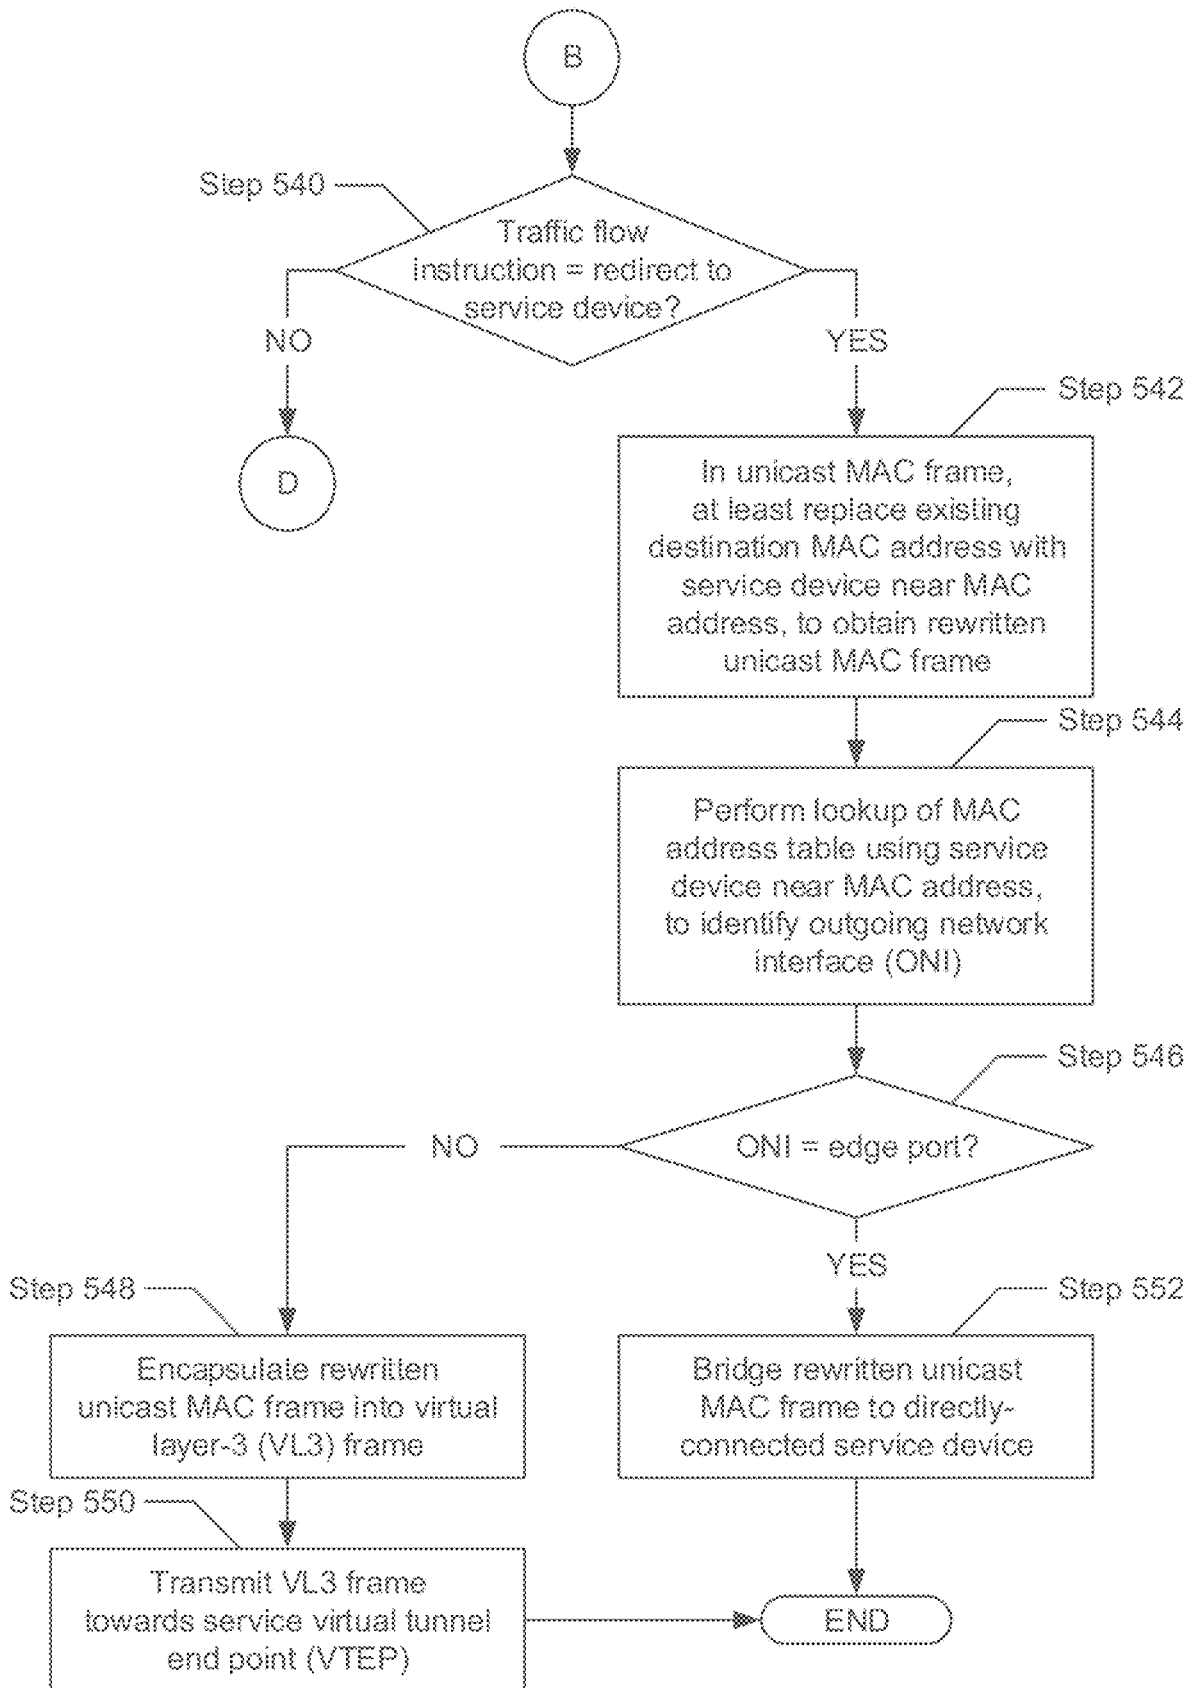 B
Step 540
Traffic flow
instruction = redirect to
service device?
NO
YES
D
Step 542
In unicast MAC frame,
at least replace existing
destination MAC address with
service device near MAC
address, to obtain rewritten
unicast MAC frame
Step 544
Perform lookup of MAC
address table using service
device near MAC address,
to identify outgoing network
interface (ONI)
Step 546
ONI = edge port?
NO
YES
Step 548
Encapsulate rewritten
unicast MAC frame into virtual
layer-3 (VL3) frame
Step 552
Bridge rewritten unicast
MAC frame to directly-
connected service device
Step 550
Transmit VL3 frame
towards service virtual tunnel
end point (VTEP)
END